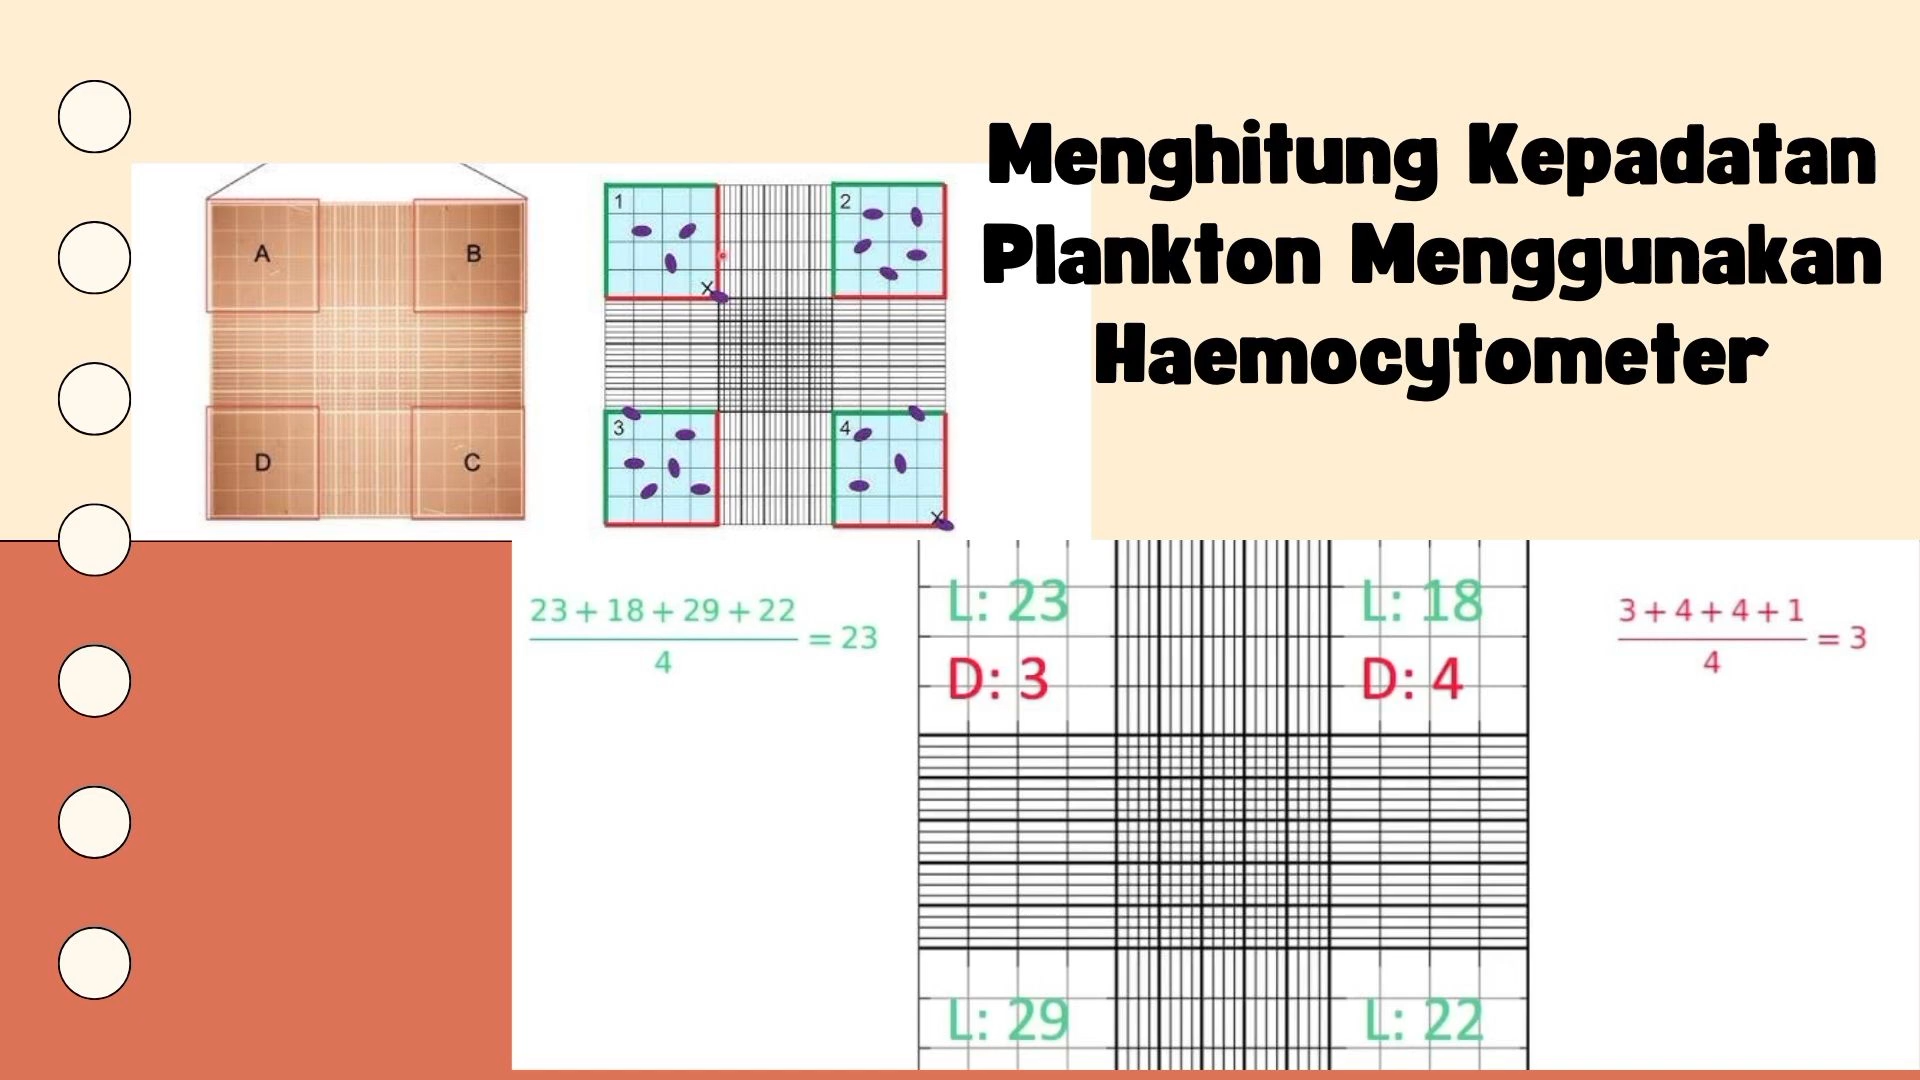 Menghitung Kepadatan
Plankton Menggunakan
Haemocytometer
A
B
D
C
1
2
X
3
4
X
23 + 18 + 29 + 22
4
= 23
L: 23
D: 3
L: 18
D: 4
3 + 4 + 4 + 1
4
= 3
L: 29
L: 22